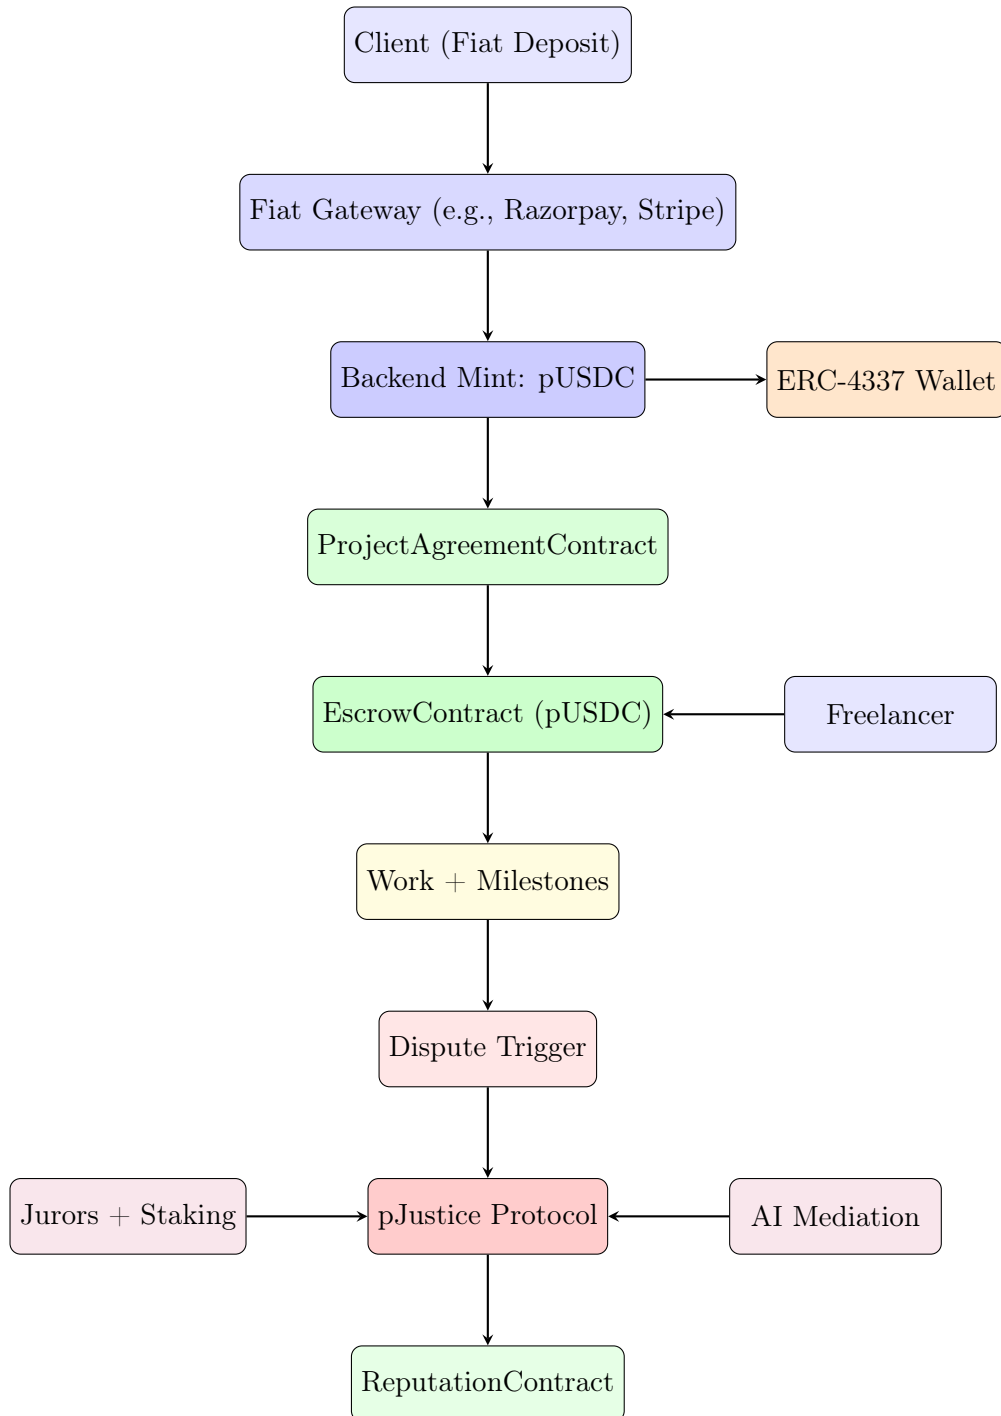 Client (Fiat Deposit)
Fiat Gateway (e.g., Razorpay, Stripe)
Backend Mint: pUSDC
ERC-4337 Wallet
ProjectAgreementContract
EscrowContract (pUSDC)
Freelancer
Work + Milestones
Dispute Trigger
Jurors + Staking
pJustice Protocol
AI Mediation
ReputationContract